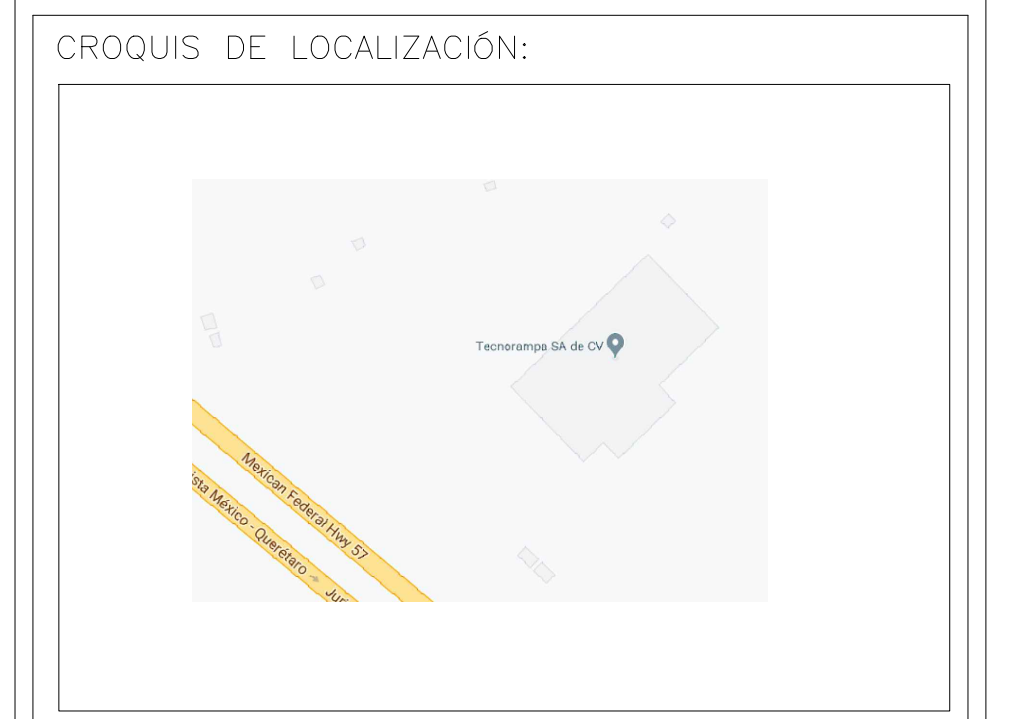 CROQUIS DE LOCALIZACIÓN:
Tecnorampa SA de CV
Mexican Federal Hwy 57
ista México - Querétaro